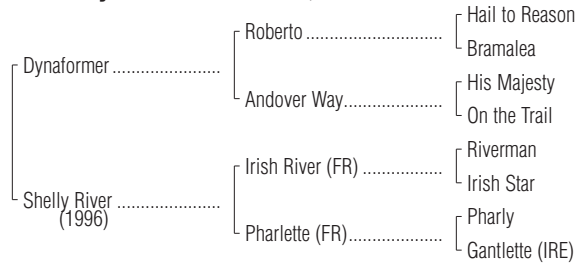 Hail to Reason
Roberto ........................
Bramalea
Dynaformer ......................
His Majesty
Andover Way.....................
On the Trail
Riverman
Irish River (FR) .................
Irish Star
Shelly River .....................
(1996)
Pharly
Pharlette (FR)....................
Gantlette (IRE)